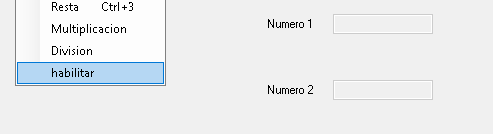 Resta Ctrl+3
Multiplicacion
Division
habilitar
Numero 1
Numero 2